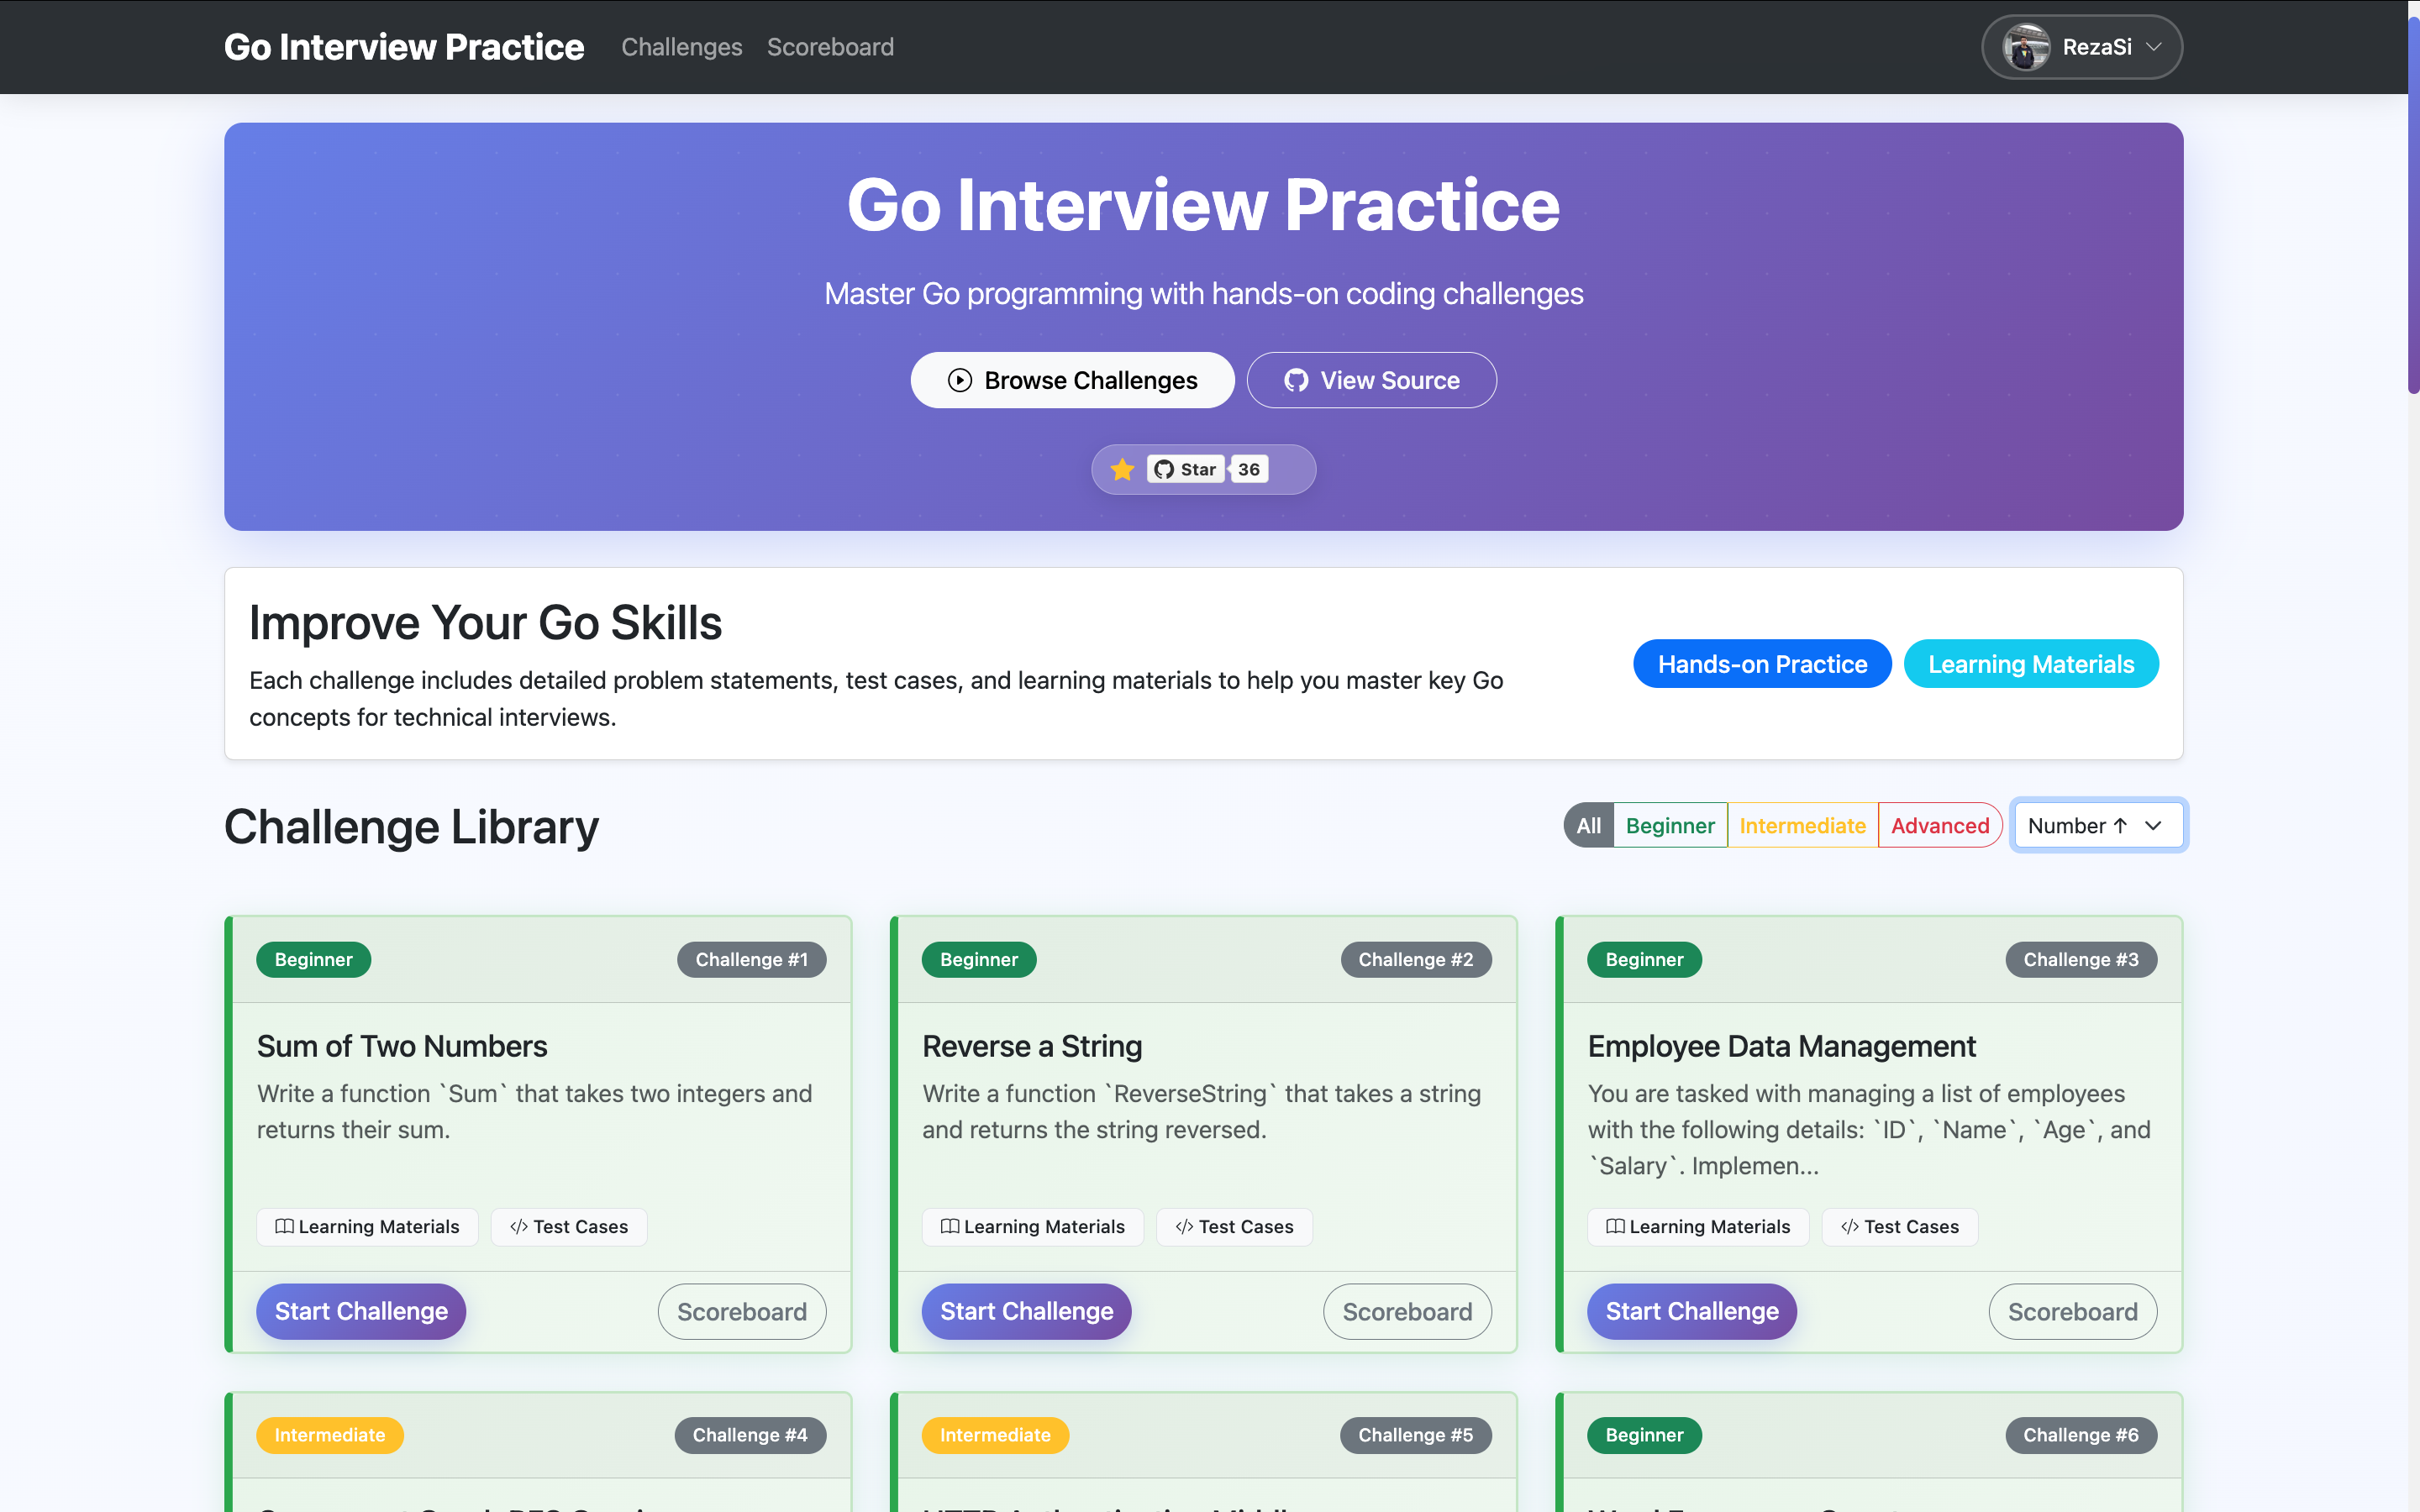 Go Interview Practice
Challenges
Scoreboard
RezaSi
Go Interview Practice
Master Go programming with hands-on coding challenges
Browse Challenges
View Source
Star
36
Improve Your Go Skills
Each challenge includes detailed problem statements, test cases, and learning materials to help you master key Go
concepts for technical interviews.
Hands-on Practice
Learning Materials
Challenge Library
All
Beginner
Intermediate
Advanced
Number ↑
Beginner
Challenge #1
Sum of Two Numbers
Write a function `Sum` that takes two integers and
returns their sum.
Learning Materials
</> Test Cases
Start Challenge
Scoreboard
Beginner
Challenge #2
Reverse a String
Write a function `ReverseString` that takes a string
and returns the string reversed.
Learning Materials
</> Test Cases
Start Challenge
Scoreboard
Beginner
Challenge #3
Employee Data Management
You are tasked with managing a list of employees
with the following details: `ID`, `Name`, `Age`, and
`Salary`. Implemen...
Learning Materials
</> Test Cases
Start Challenge
Scoreboard
Intermediate
Challenge #4
Intermediate
Challenge #5
Beginner
Challenge #6